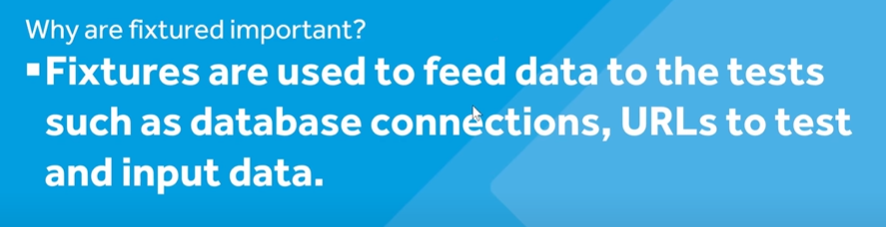 Why are fixtured important?
▪Fixtures are used to feed data to the tests
such as database connections, URLs to test
and input data.